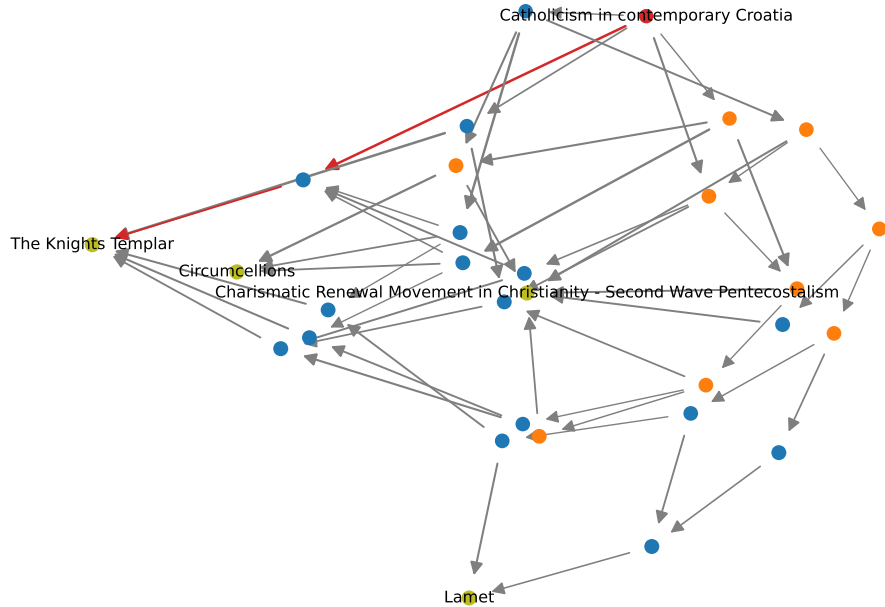 Catholicism in contemporary Croatia
The Knights Templar
Circumcellions
Charismatic Renewal Movement in Christianity - Second Wave Pentecostalism
Lamet